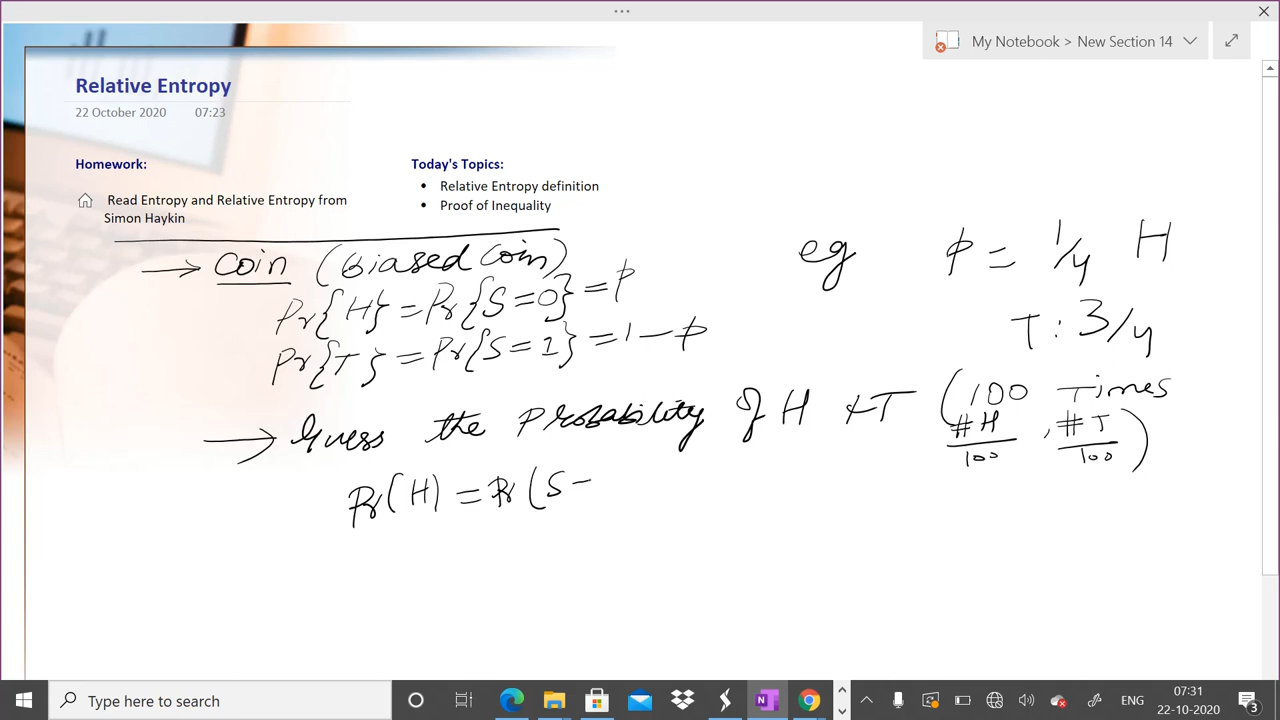 My Notebook > New Section 14
Relative Entropy
22 October 2020 07:23
Homework:
Read Entropy and Relative Entropy from
Simon Haykin
Today's Topics:
• Relative Entropy definition
• Proof of Inequality
→ Coin (biased coin)
Pr{H} = Pr{S=0} = p
Pr{T} = Pr{S=1} = 1-p
eg p = 1/4 H
T: 3/4
→ Guess the probability of H & T (100 Times
#H/100, #T/100)
Pr(H) = Pr(S-
Type here to search
ENG
07:31
22-10-2020
3